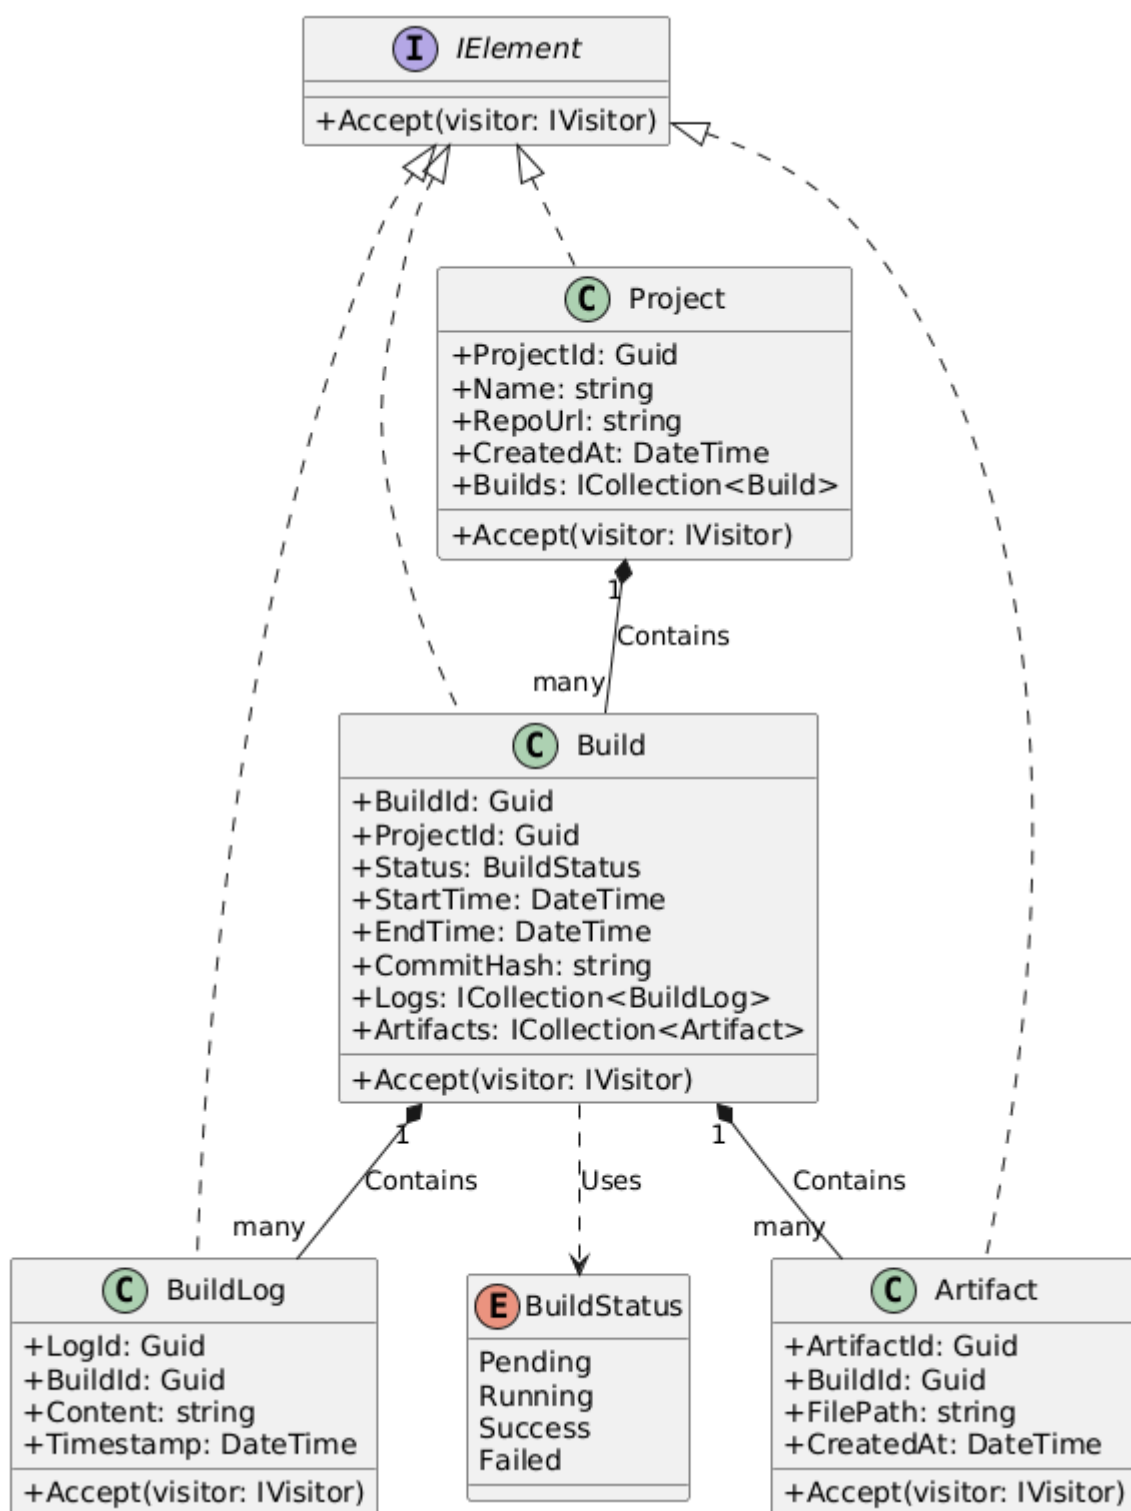 I IElement
+Accept(visitor: IVisitor)
C Project
+ProjectId: Guid
+Name: string
+RepoUrl: string
+CreatedAt: DateTime
+Builds: ICollection<Build>
+Accept(visitor: IVisitor)
1
Contains
many
C Build
+BuildId: Guid
+ProjectId: Guid
+Status: BuildStatus
+StartTime: DateTime
+EndTime: DateTime
+CommitHash: string
+Logs: ICollection<BuildLog>
+Artifacts: ICollection<Artifact>
+Accept(visitor: IVisitor)
1
Contains
many
Uses
1
Contains
many
C BuildLog
+LogId: Guid
+BuildId: Guid
+Content: string
+Timestamp: DateTime
+Accept(visitor: IVisitor)
E BuildStatus
Pending
Running
Success
Failed
C Artifact
+ArtifactId: Guid
+BuildId: Guid
+FilePath: string
+CreatedAt: DateTime
+Accept(visitor: IVisitor)